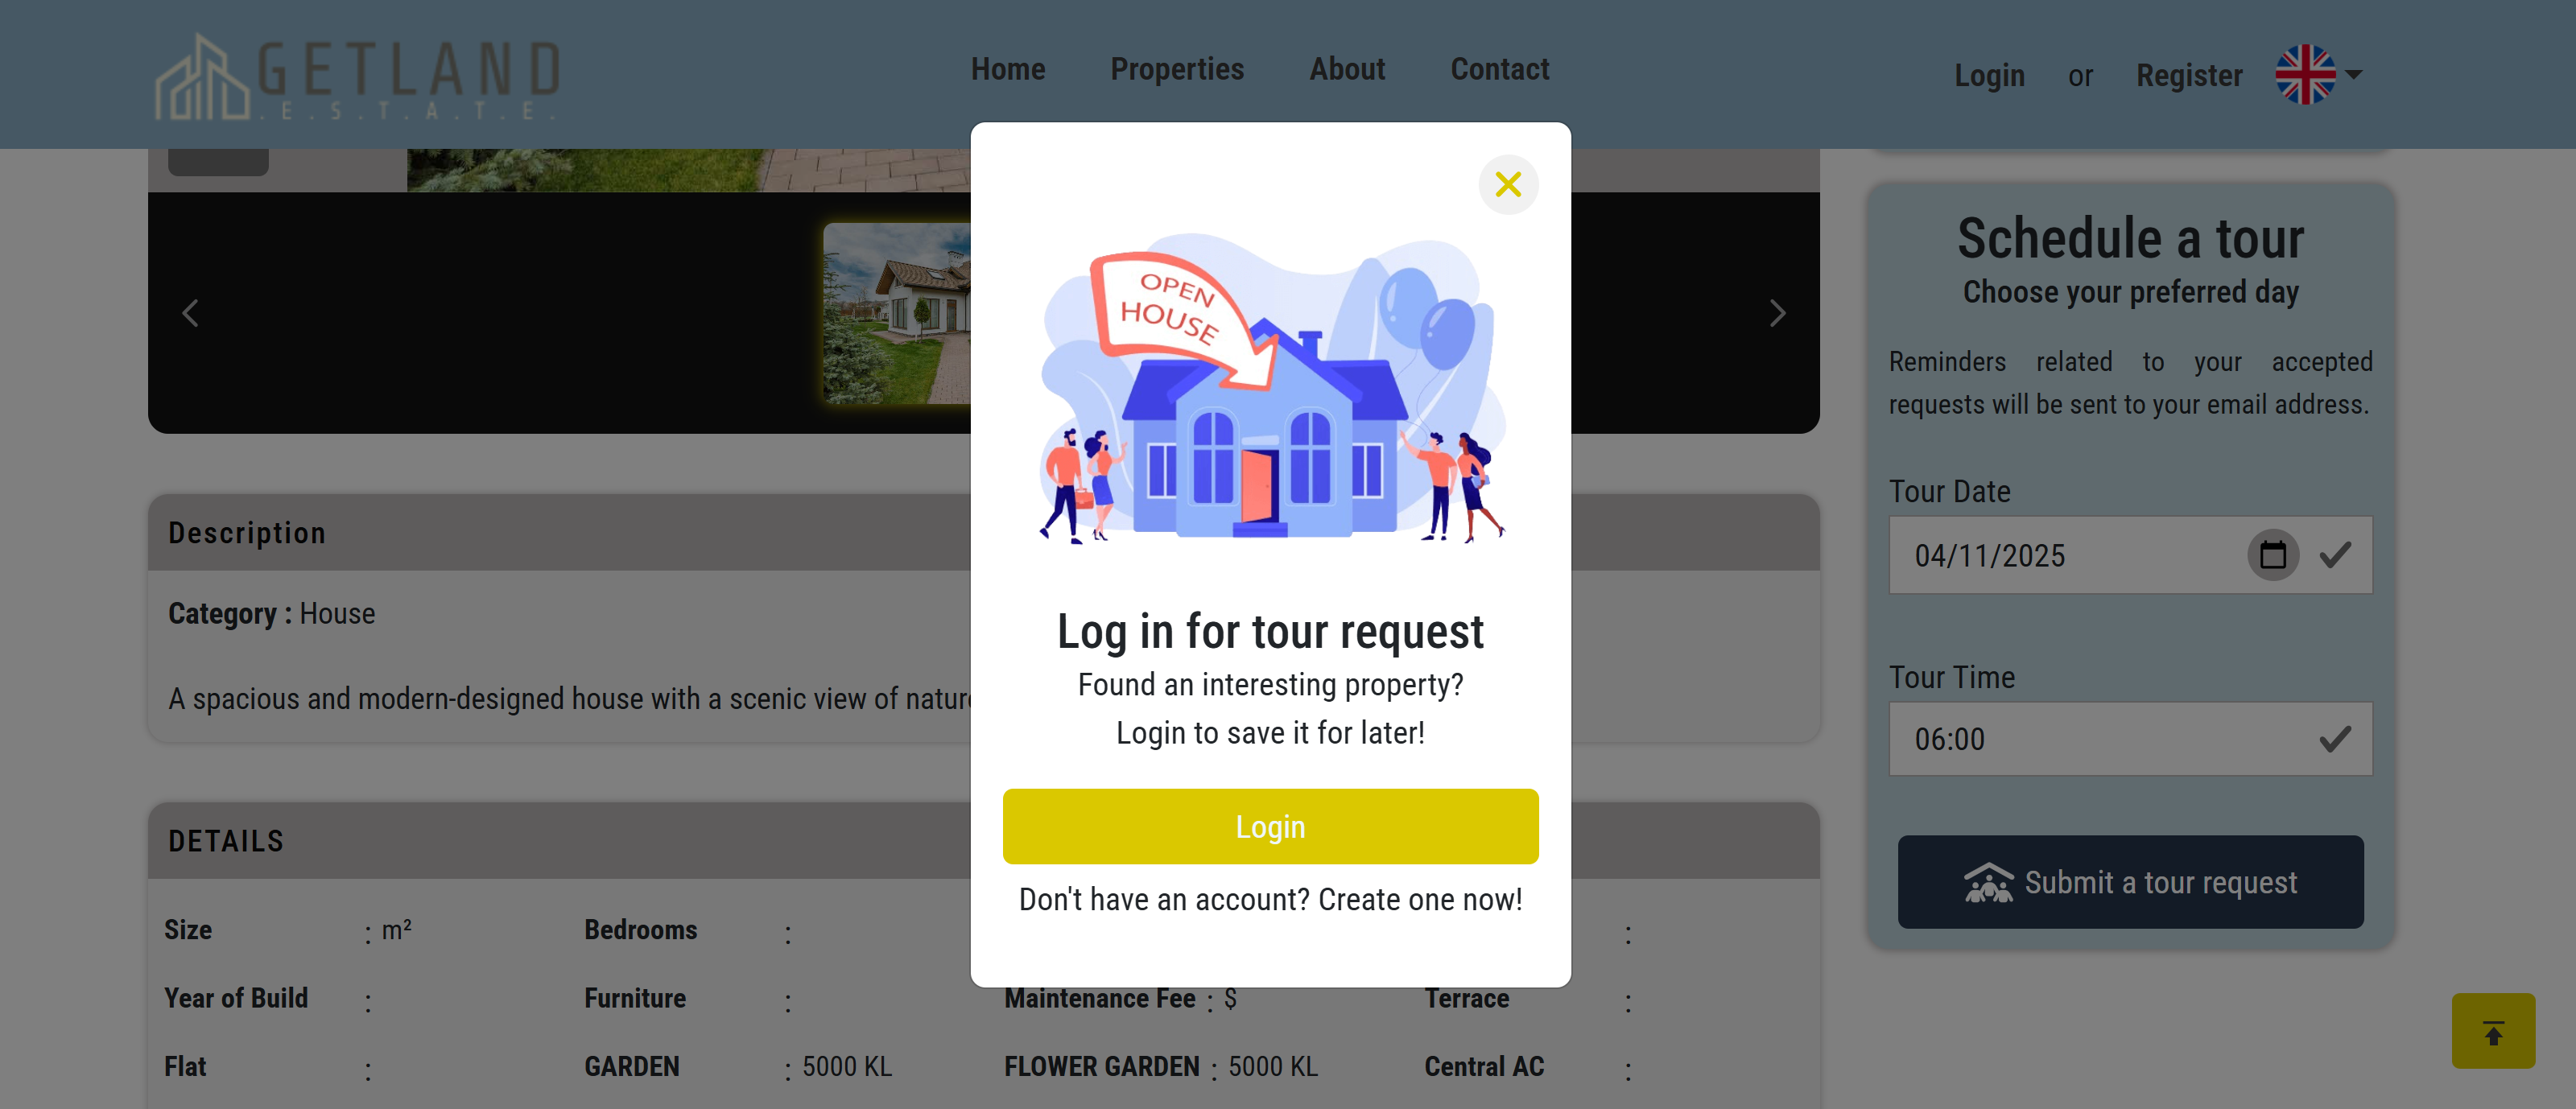 GETLAND
.E.S.T.A.T.E.
Home
Properties
About
Contact
Login or Register
OPEN
HOUSE
Log in for tour request
Found an interesting property?
Login to save it for later!
Login
Don't have an account? Create one now!
Description
Category : House
A spacious and modern-designed house with a scenic view of nature
DETAILS
Size : m²
Bedrooms :
:
Year of Build :
Furniture :
Maintenance Fee : $
Terrace :
Flat :
GARDEN : 5000 KL
FLOWER GARDEN : 5000 KL
Central AC :
Schedule a tour
Choose your preferred day
Reminders related to your accepted
requests will be sent to your email address.
Tour Date
04/11/2025
Tour Time
06:00
Submit a tour request